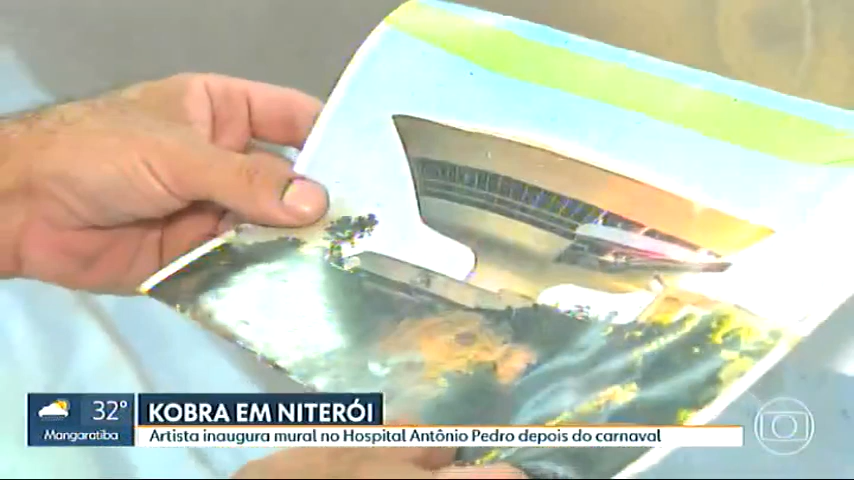 32°
Mangaratiba
KOBRA EM NITERÓI
Artista inaugura mural no Hospital Antônio Pedro depois do carnaval